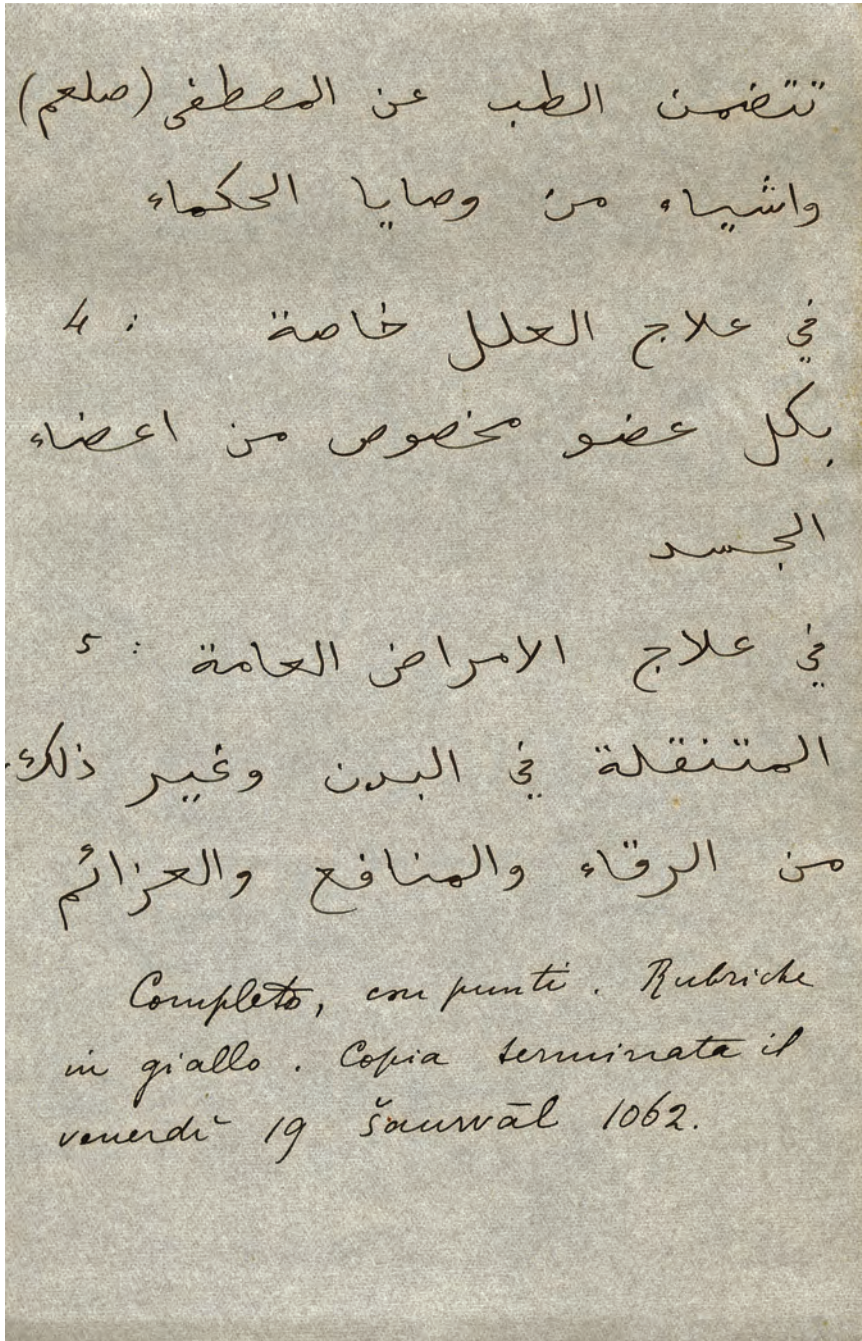 تتضمن الطب عن المصطفى (صلعم)
واشياء من وصايا الحكماء
في علاج العلل خاصة : 4
بكل عضو مخصوص من اعضاء
الجسد
في علاج الامراض العامة : 5
المتنقلة في البدن وغير ذلك
من الرقاء والمنافع والعزائم
Completo, con punti. Rubriche
in giallo. Copia terminata il
venerdì 19 šauwāl 1062.